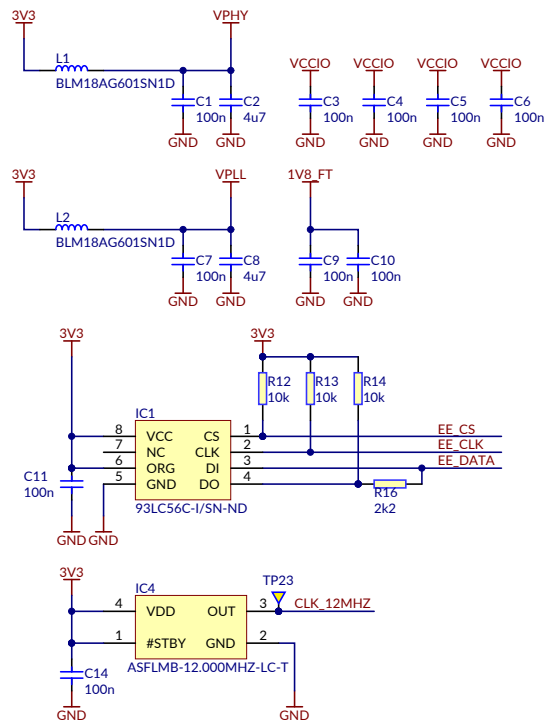 3V3 VPHY
L1
BLM18AG601SN1D
VCCIO VCCIO VCCIO VCCIO
C1 100n
C2 4u7
C3 100n
C4 100n
C5 100n
C6 100n
GND GND GND GND GND GND
3V3 VPLL 1V8_FT
L2
BLM18AG601SN1D
C7 100n
C8 4u7
C9 100n
C10 100n
GND GND GND GND
3V3 3V3
R12 10k
R13 10k
R14 10k
IC1
8 VCC CS 1 EE_CS
7 NC CLK 2 EE_CLK
6 ORG DI 3 EE_DATA
5 GND DO 4
C11 100n
R16 2k2
93LC56C-I/SN-ND
GND GND
3V3
IC4
TP23
4 VDD OUT 3 CLK_12MHZ
1 #STBY GND 2
ASFLMB-12.000MHZ-LC-T
C14 100n
GND GND